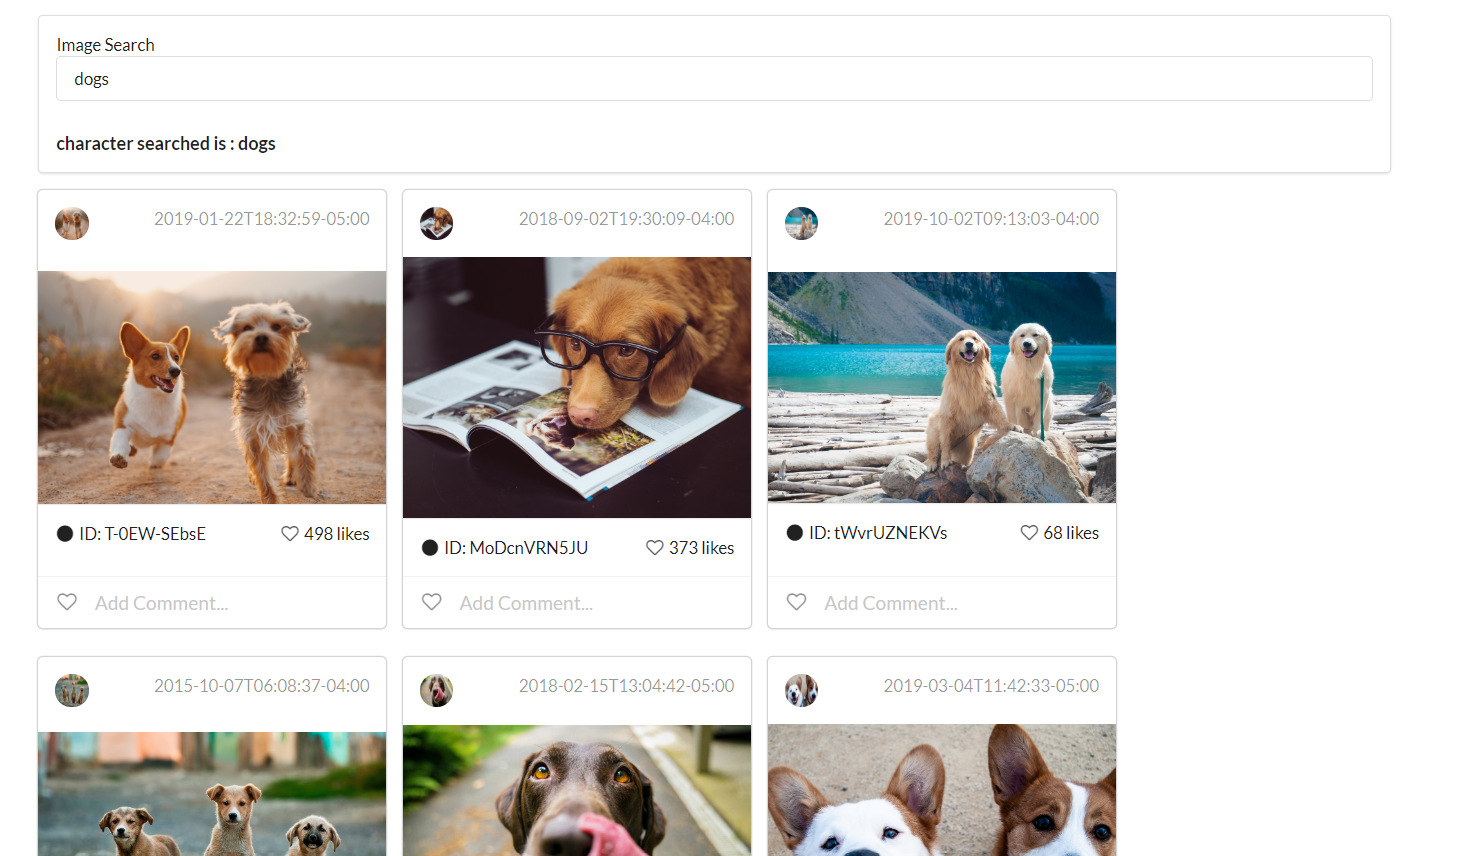 Image Search
dogs
character searched is : dogs
2019-01-22T18:32:59-05:00
ID: T-0EW-SEbsE
498 likes
Add Comment...
2018-09-02T19:30:09-04:00
ID: MoDcnVRN5JU
373 likes
Add Comment...
2019-10-02T09:13:03-04:00
ID: tWvrUZNEKVs
68 likes
Add Comment...
2015-10-07T06:08:37-04:00
2018-02-15T13:04:42-05:00
2019-03-04T11:42:33-05:00